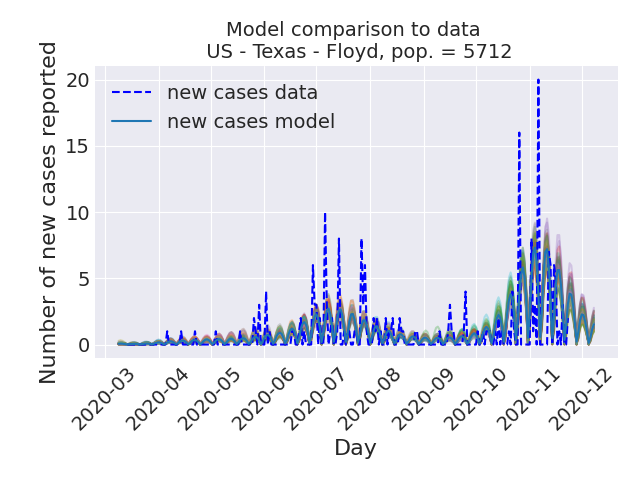 Model comparison to data
US - Texas - Floyd, pop. = 5712
Number of new cases reported
20
15
10
5
0
new cases data
new cases model
2020-03
2020-04
2020-05
2020-06
2020-07
2020-08
2020-09
2020-10
2020-11
2020-12
Day